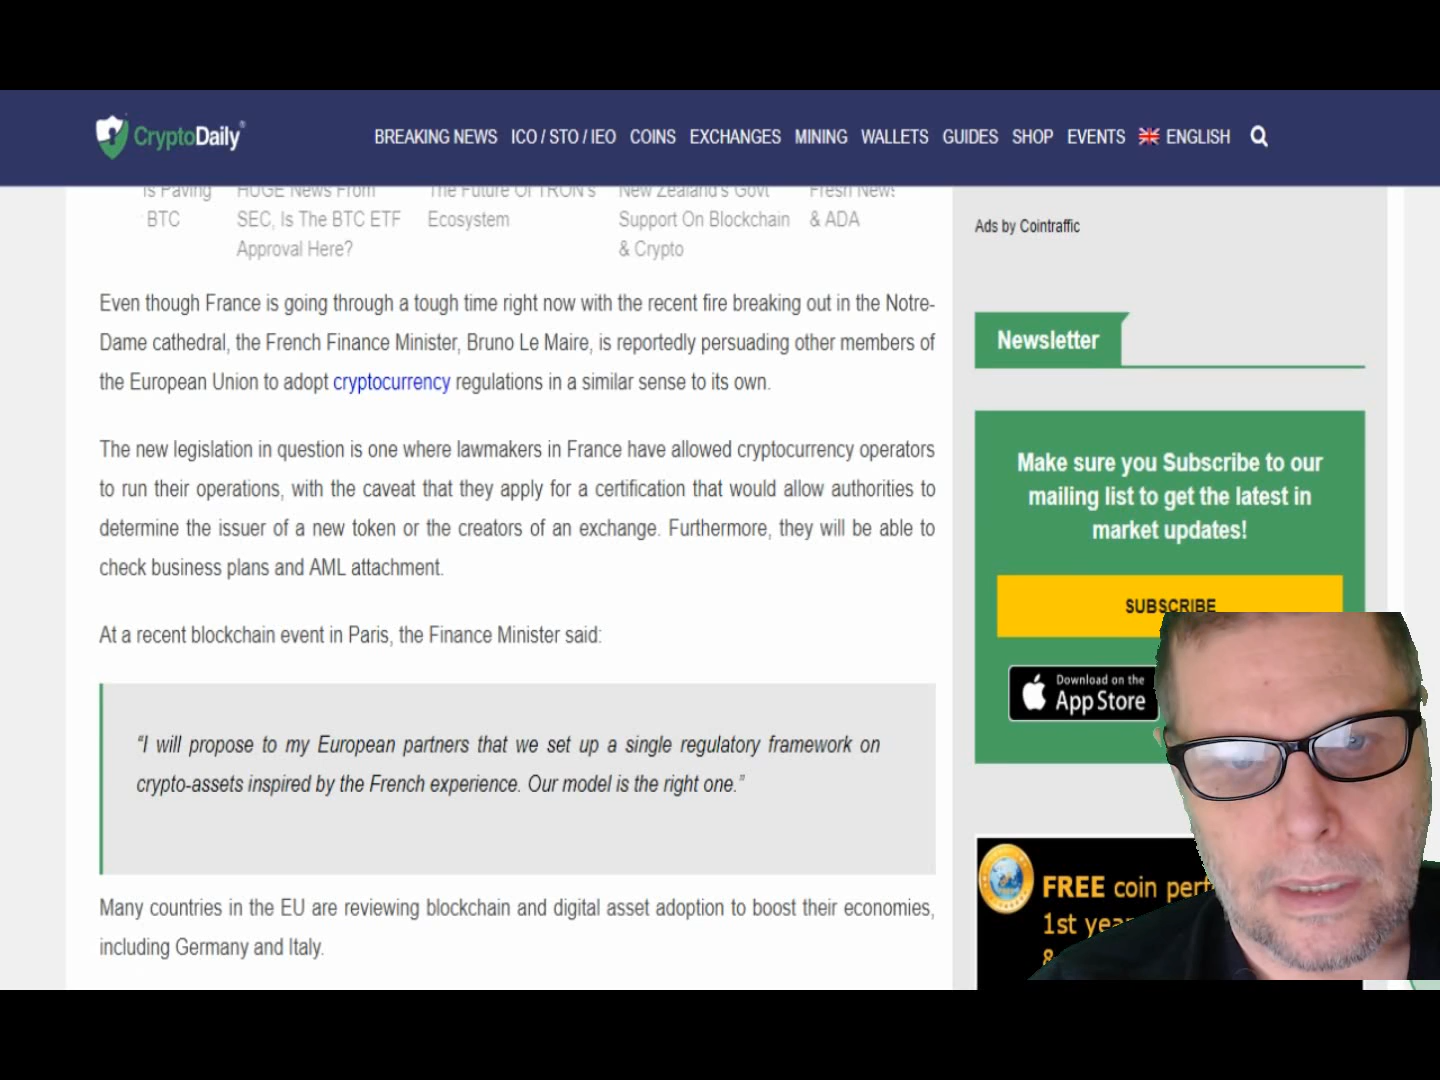 CryptoDaily®
BREAKING NEWS ICO / STO / IEO COINS EXCHANGES MINING WALLETS GUIDES SHOP EVENTS ENGLISH
Is Paving
BTC
HUGE News From
SEC, Is The BTC ETF
Approval Here?
The Future Of TRON's
Ecosystem
New Zealand's Govt
Support On Blockchain
& Crypto
Fresh News
& ADA
Ads by Cointraffic
Even though France is going through a tough time right now with the recent fire breaking out in the Notre-
Dame cathedral, the French Finance Minister, Bruno Le Maire, is reportedly persuading other members of
the European Union to adopt cryptocurrency regulations in a similar sense to its own.
The new legislation in question is one where lawmakers in France have allowed cryptocurrency operators
to run their operations, with the caveat that they apply for a certification that would allow authorities to
determine the issuer of a new token or the creators of an exchange. Furthermore, they will be able to
check business plans and AML attachment.
At a recent blockchain event in Paris, the Finance Minister said:
“I will propose to my European partners that we set up a single regulatory framework on
crypto-assets inspired by the French experience. Our model is the right one.”
Many countries in the EU are reviewing blockchain and digital asset adoption to boost their economies,
including Germany and Italy.
Newsletter
Make sure you Subscribe to our
mailing list to get the latest in
market updates!
SUBSCRIBE
Download on the
App Store
FREE coin
1st
&